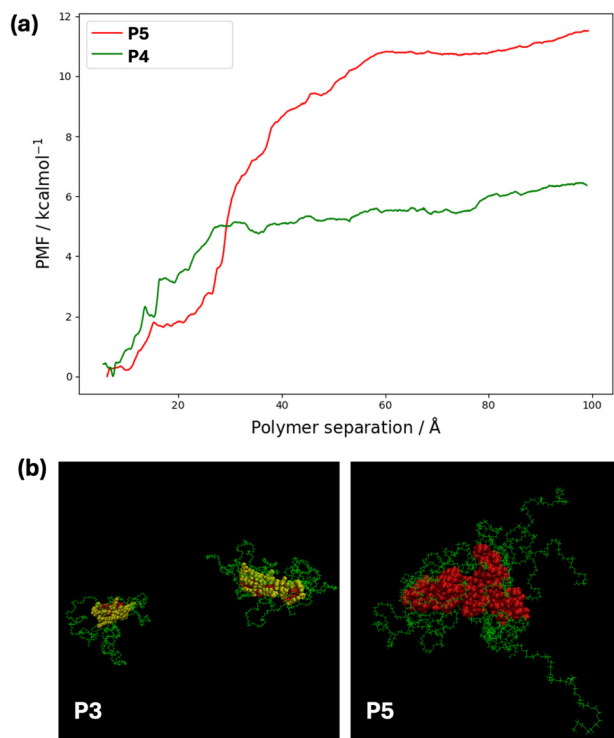 (a)
P5
P4
12
10
8
6
4
2
0
PMF / kcalmol⁻¹
20 40 60 80 100
Polymer separation / Å
(b)
P3 P5